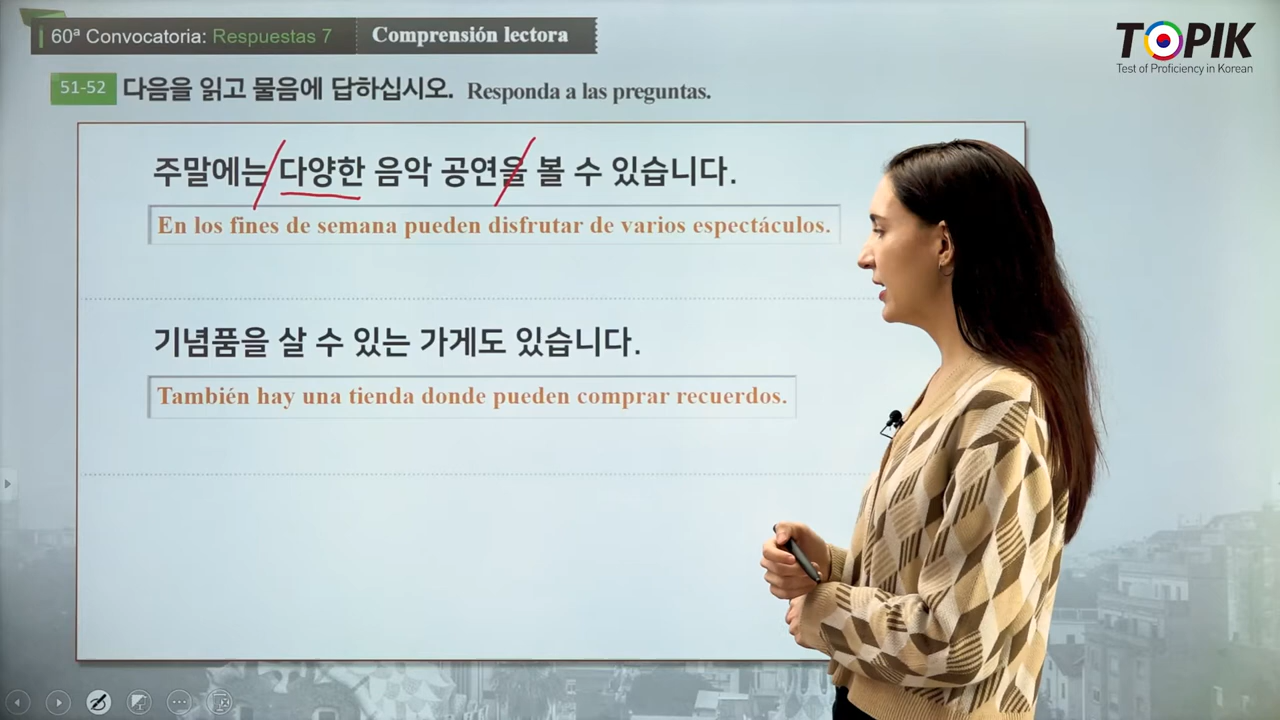 60ª Convocatoria: Respuestas 7 Comprensión lectora
TOPIK
Test of Proficiency in Korean
51-52 다음을 읽고 물음에 답하십시오. Responda a las preguntas.
주말에는 다양한 음악 공연을 볼 수 있습니다.
En los fines de semana pueden disfrutar de varios espectáculos.
기념품을 살 수 있는 가게도 있습니다.
También hay una tienda donde pueden comprar recuerdos.